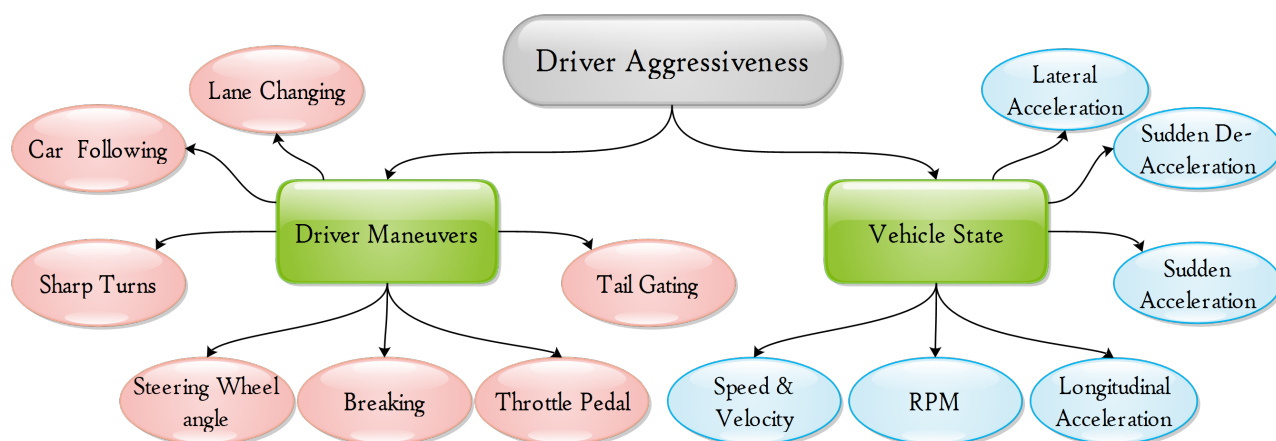 Driver Aggressiveness
Lane Changing
Car Following
Sharp Turns
Driver Maneuvers
Tail Gating
Steering Wheel
angle
Breaking
Throttle Pedal
Vehicle State
Lateral
Acceleration
Sudden De-
Acceleration
Sudden
Acceleration
Speed &
Velocity
RPM
Longitudinal
Acceleration